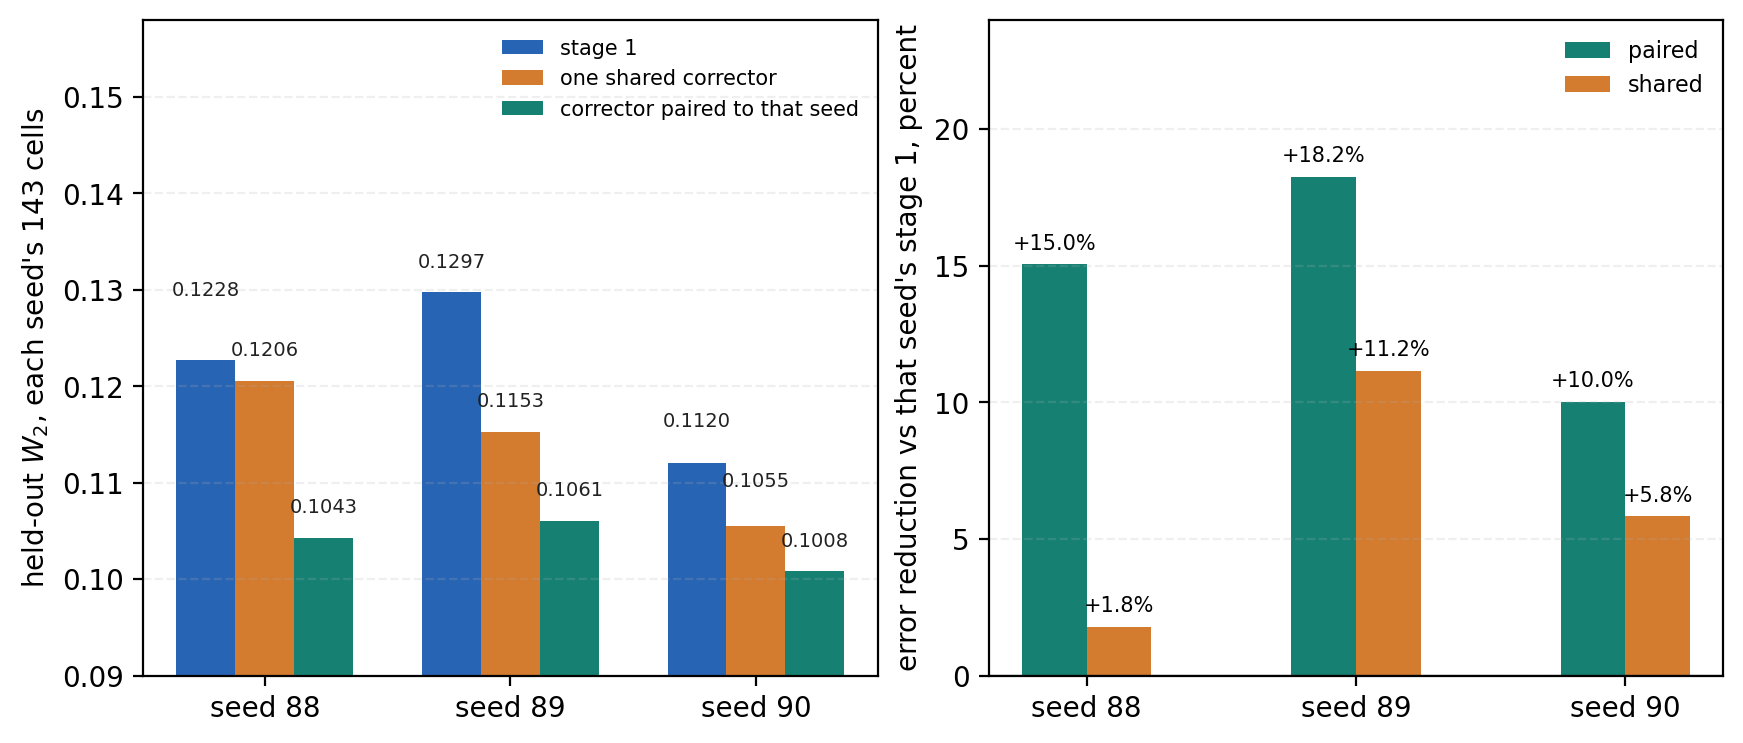 held-out W₂, each seed's 143 cells
0.15
0.14
0.13
0.12
0.11
0.10
0.09
stage 1
one shared corrector
corrector paired to that seed
0.1228
0.1206
0.1043
0.1297
0.1153
0.1061
0.1120
0.1055
0.1008
seed 88
seed 89
seed 90
error reduction vs that seed's stage 1, percent
20
15
10
5
0
paired
shared
+15.0%
+1.8%
+18.2%
+11.2%
+10.0%
+5.8%
seed 88
seed 89
seed 90